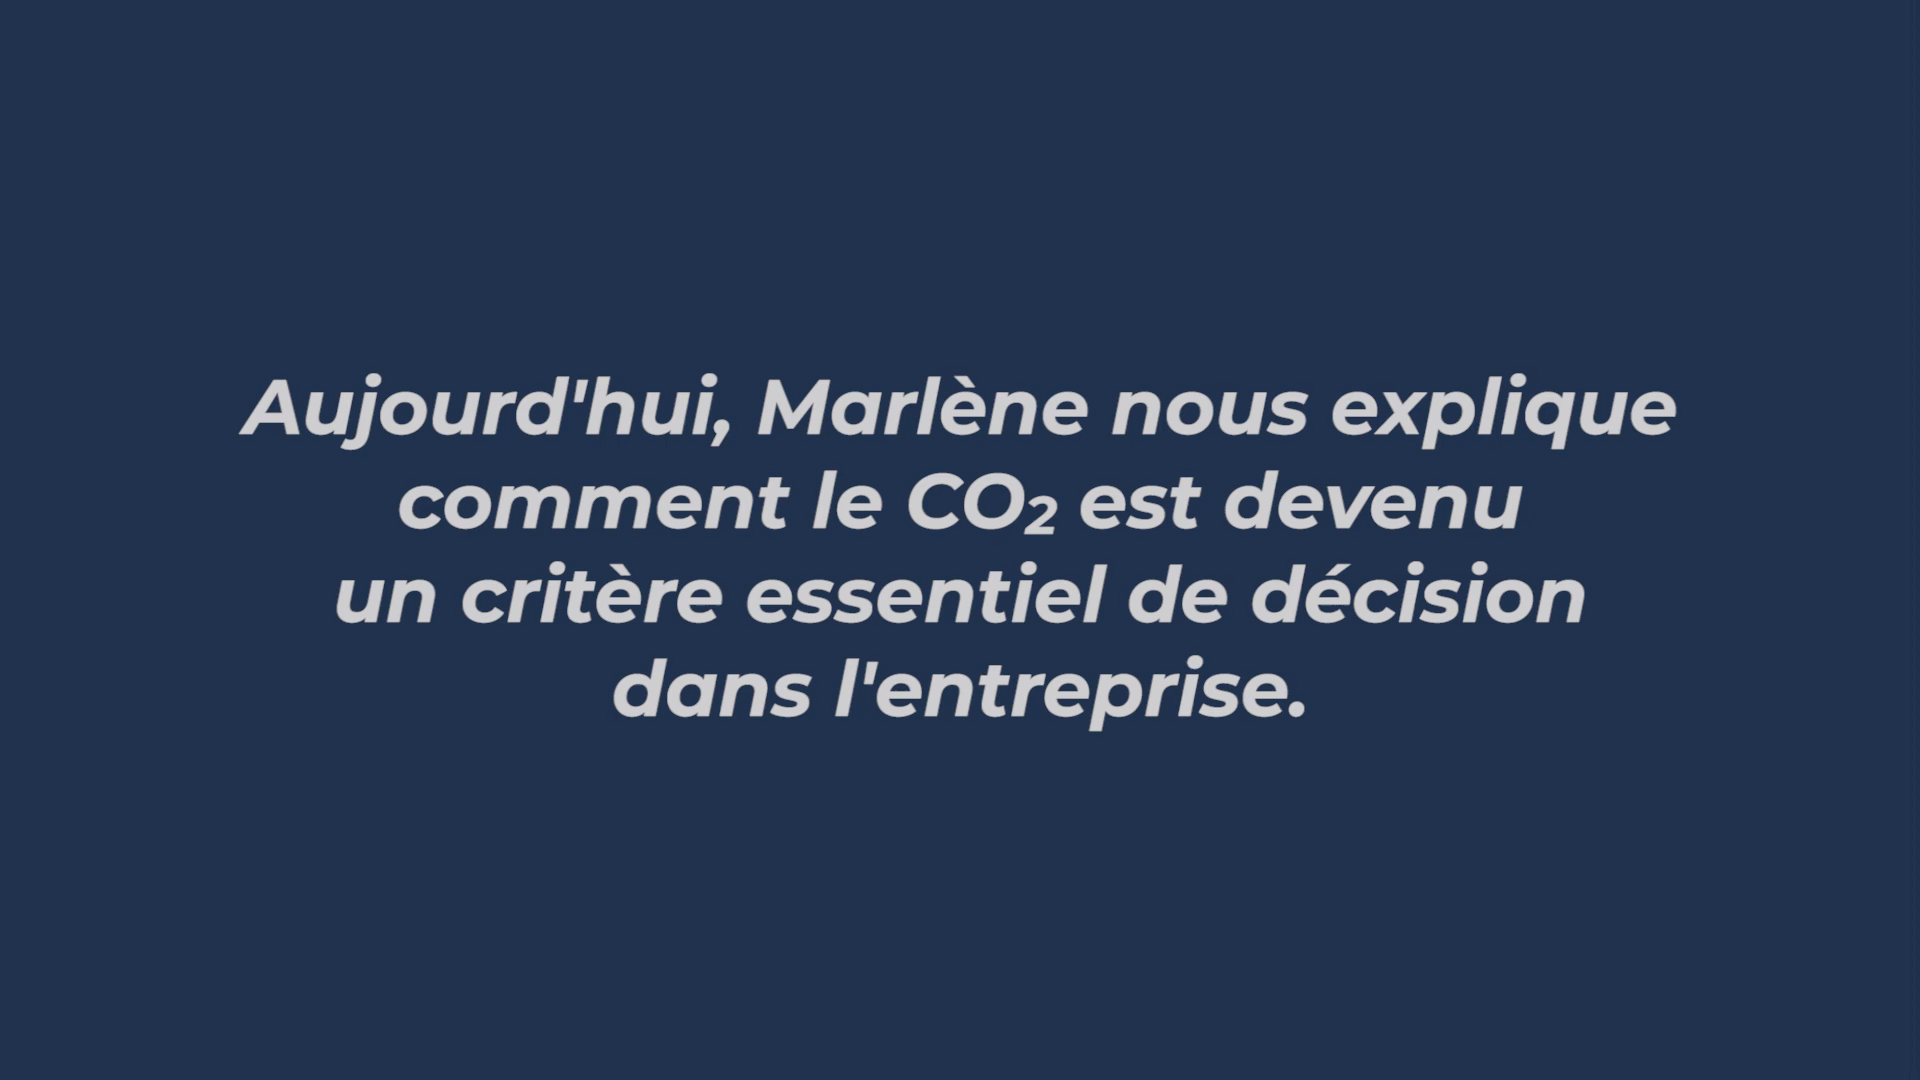 Aujourd'hui, Marlène nous explique
comment le CO₂ est devenu
un critère essentiel de décision
dans l'entreprise.